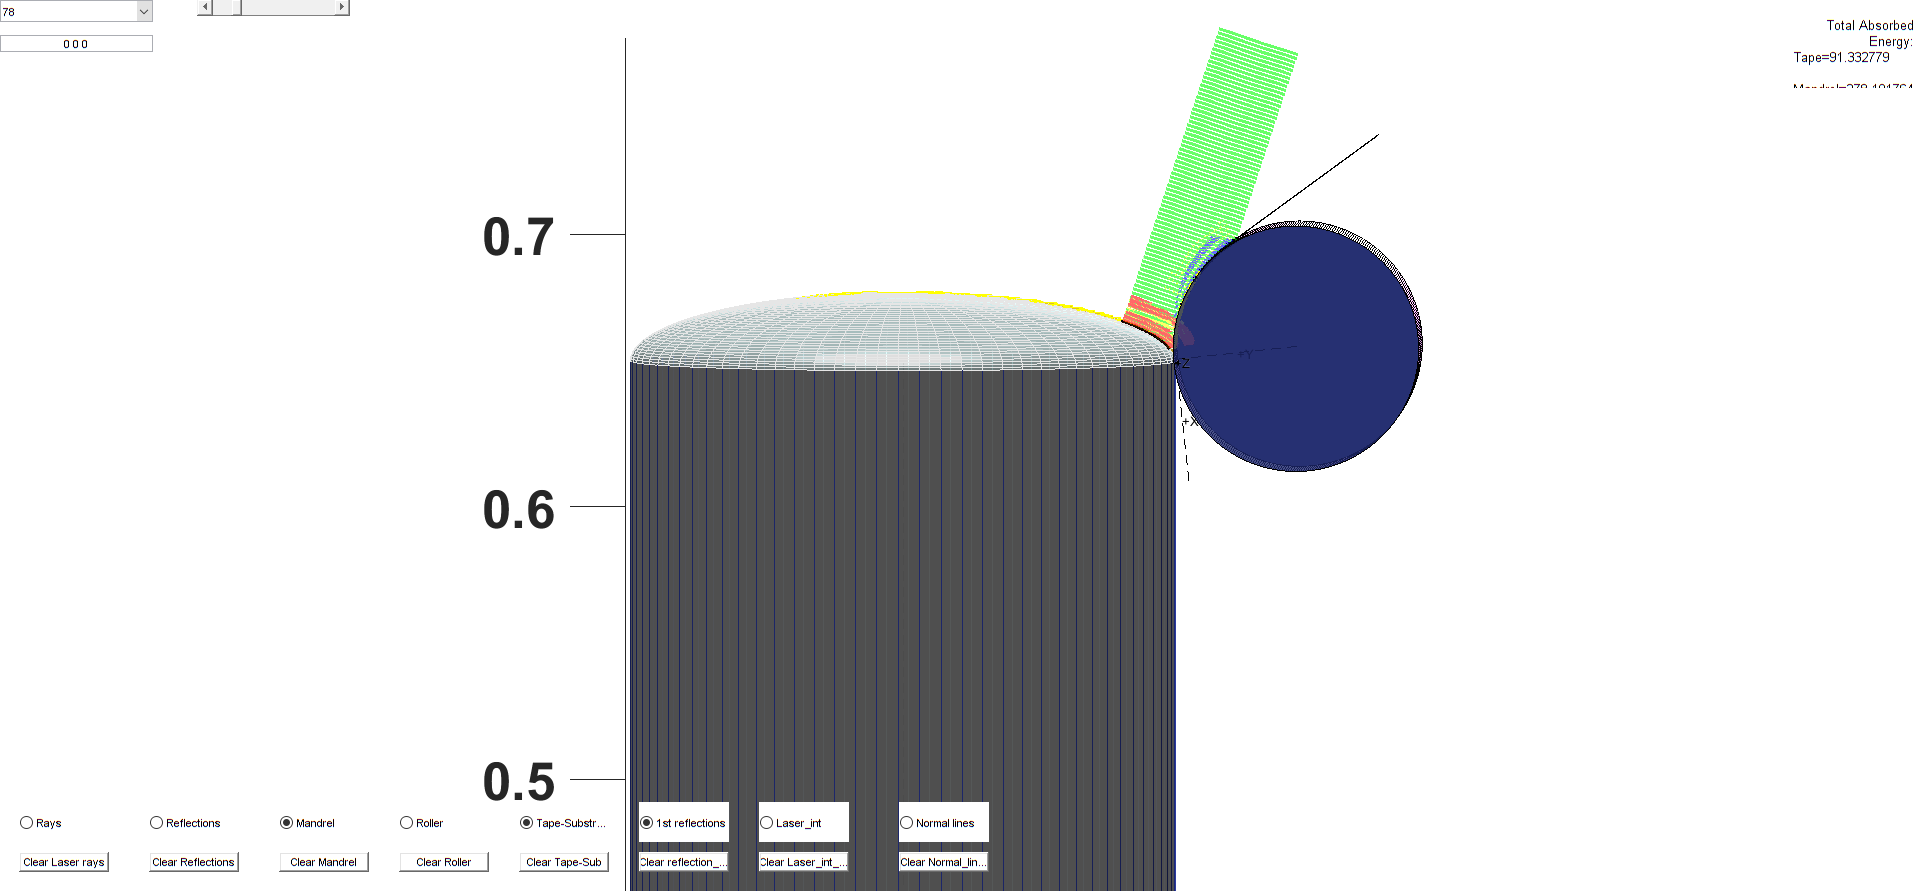 78
0 0 0
Total Absorbed
Energy:
Tape=91.332779
0.7
+Y
+Z
+X
0.6
0.5
Rays
Reflections
Mandrel
Roller
Tape-Substr...
1st reflections
Laser_int
Normal lines
Clear Laser rays
Clear Reflections
Clear Mandrel
Clear Roller
Clear Tape-Sub
Clear reflection_...
Clear Laser_int_...
Clear Normal_lin...